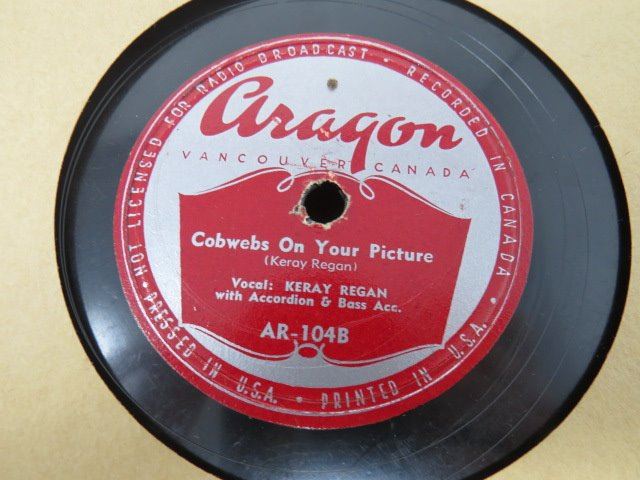 NOT LICENSED FOR RADIO BROADCAST • RECORDED IN CANADA
Aragon
VANCOUVER CANADA
Cobwebs On Your Picture
(Keray Regan)
Vocal: KERAY REGAN
with Accordion & Bass Acc.
AR-104B
PRESSED IN U.S.A. • PRINTED IN U.S.A.